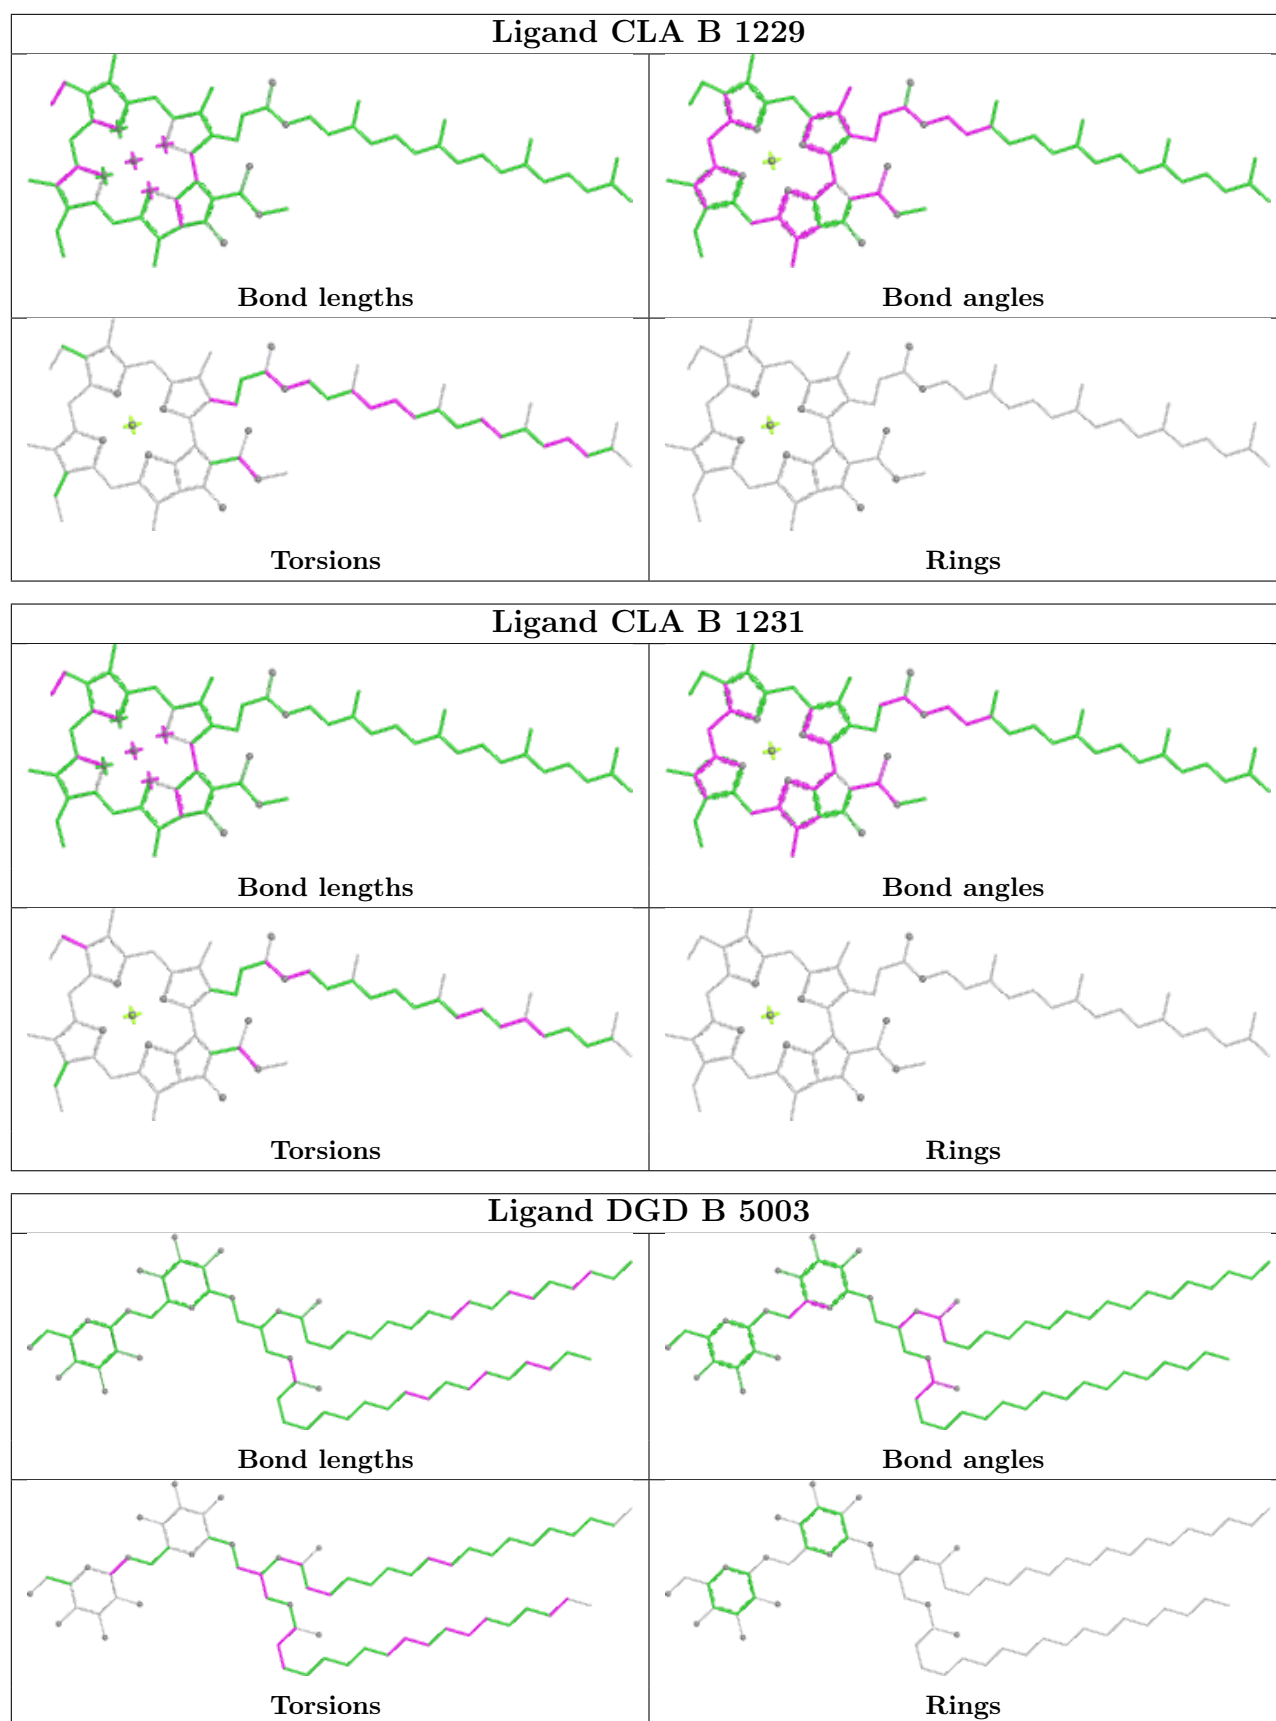 Ligand CLA B 1229
Bond lengths
Bond angles
Torsions
Rings
Ligand CLA B 1231
Bond lengths
Bond angles
Torsions
Rings
Ligand DGD B 5003
Bond lengths
Bond angles
Torsions
Rings